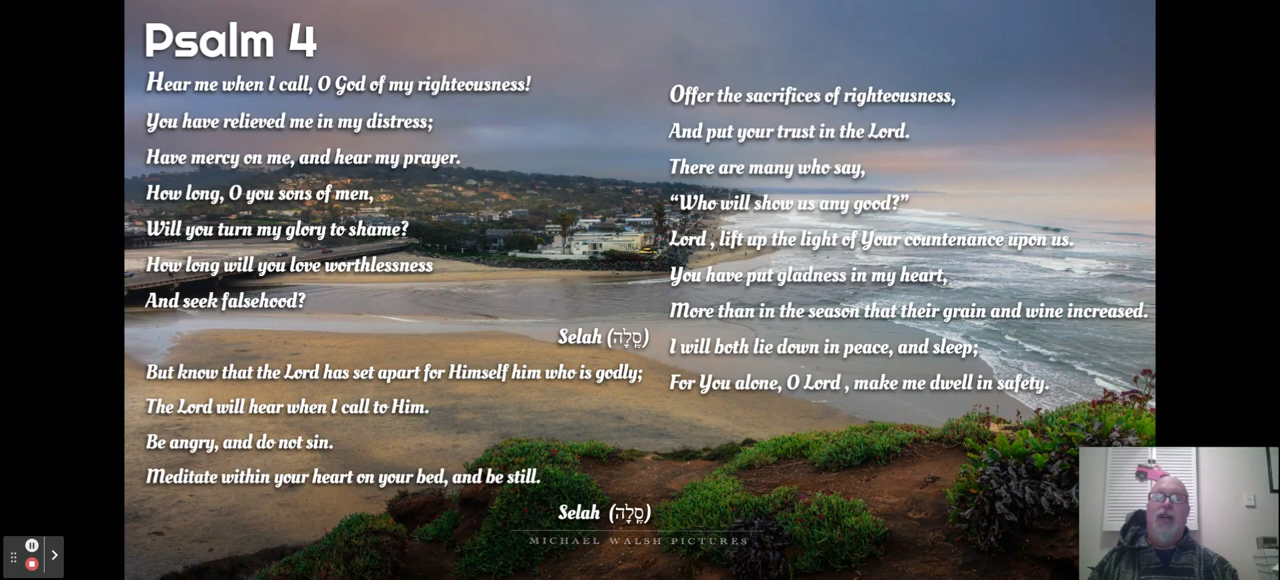 Psalm 4
Hear me when I call, O God of my righteousness!
You have relieved me in my distress;
Have mercy on me, and hear my prayer.
How long, O you sons of men,
Will you turn my glory to shame?
How long will you love worthlessness
And seek falsehood?
Selah (סֶֽלָה)
But know that the Lord has set apart for Himself him who is godly;
The Lord will hear when I call to Him.
Be angry, and do not sin.
Meditate within your heart on your bed, and be still.
Selah (סֶֽלָה)
Offer the sacrifices of righteousness,
And put your trust in the Lord.
There are many who say,
“Who will show us any good?”
Lord , lift up the light of Your countenance upon us.
You have put gladness in my heart,
More than in the season that their grain and wine increased.
I will both lie down in peace, and sleep;
For You alone, O Lord , make me dwell in safety.
MICHAEL WALSH PICTURES